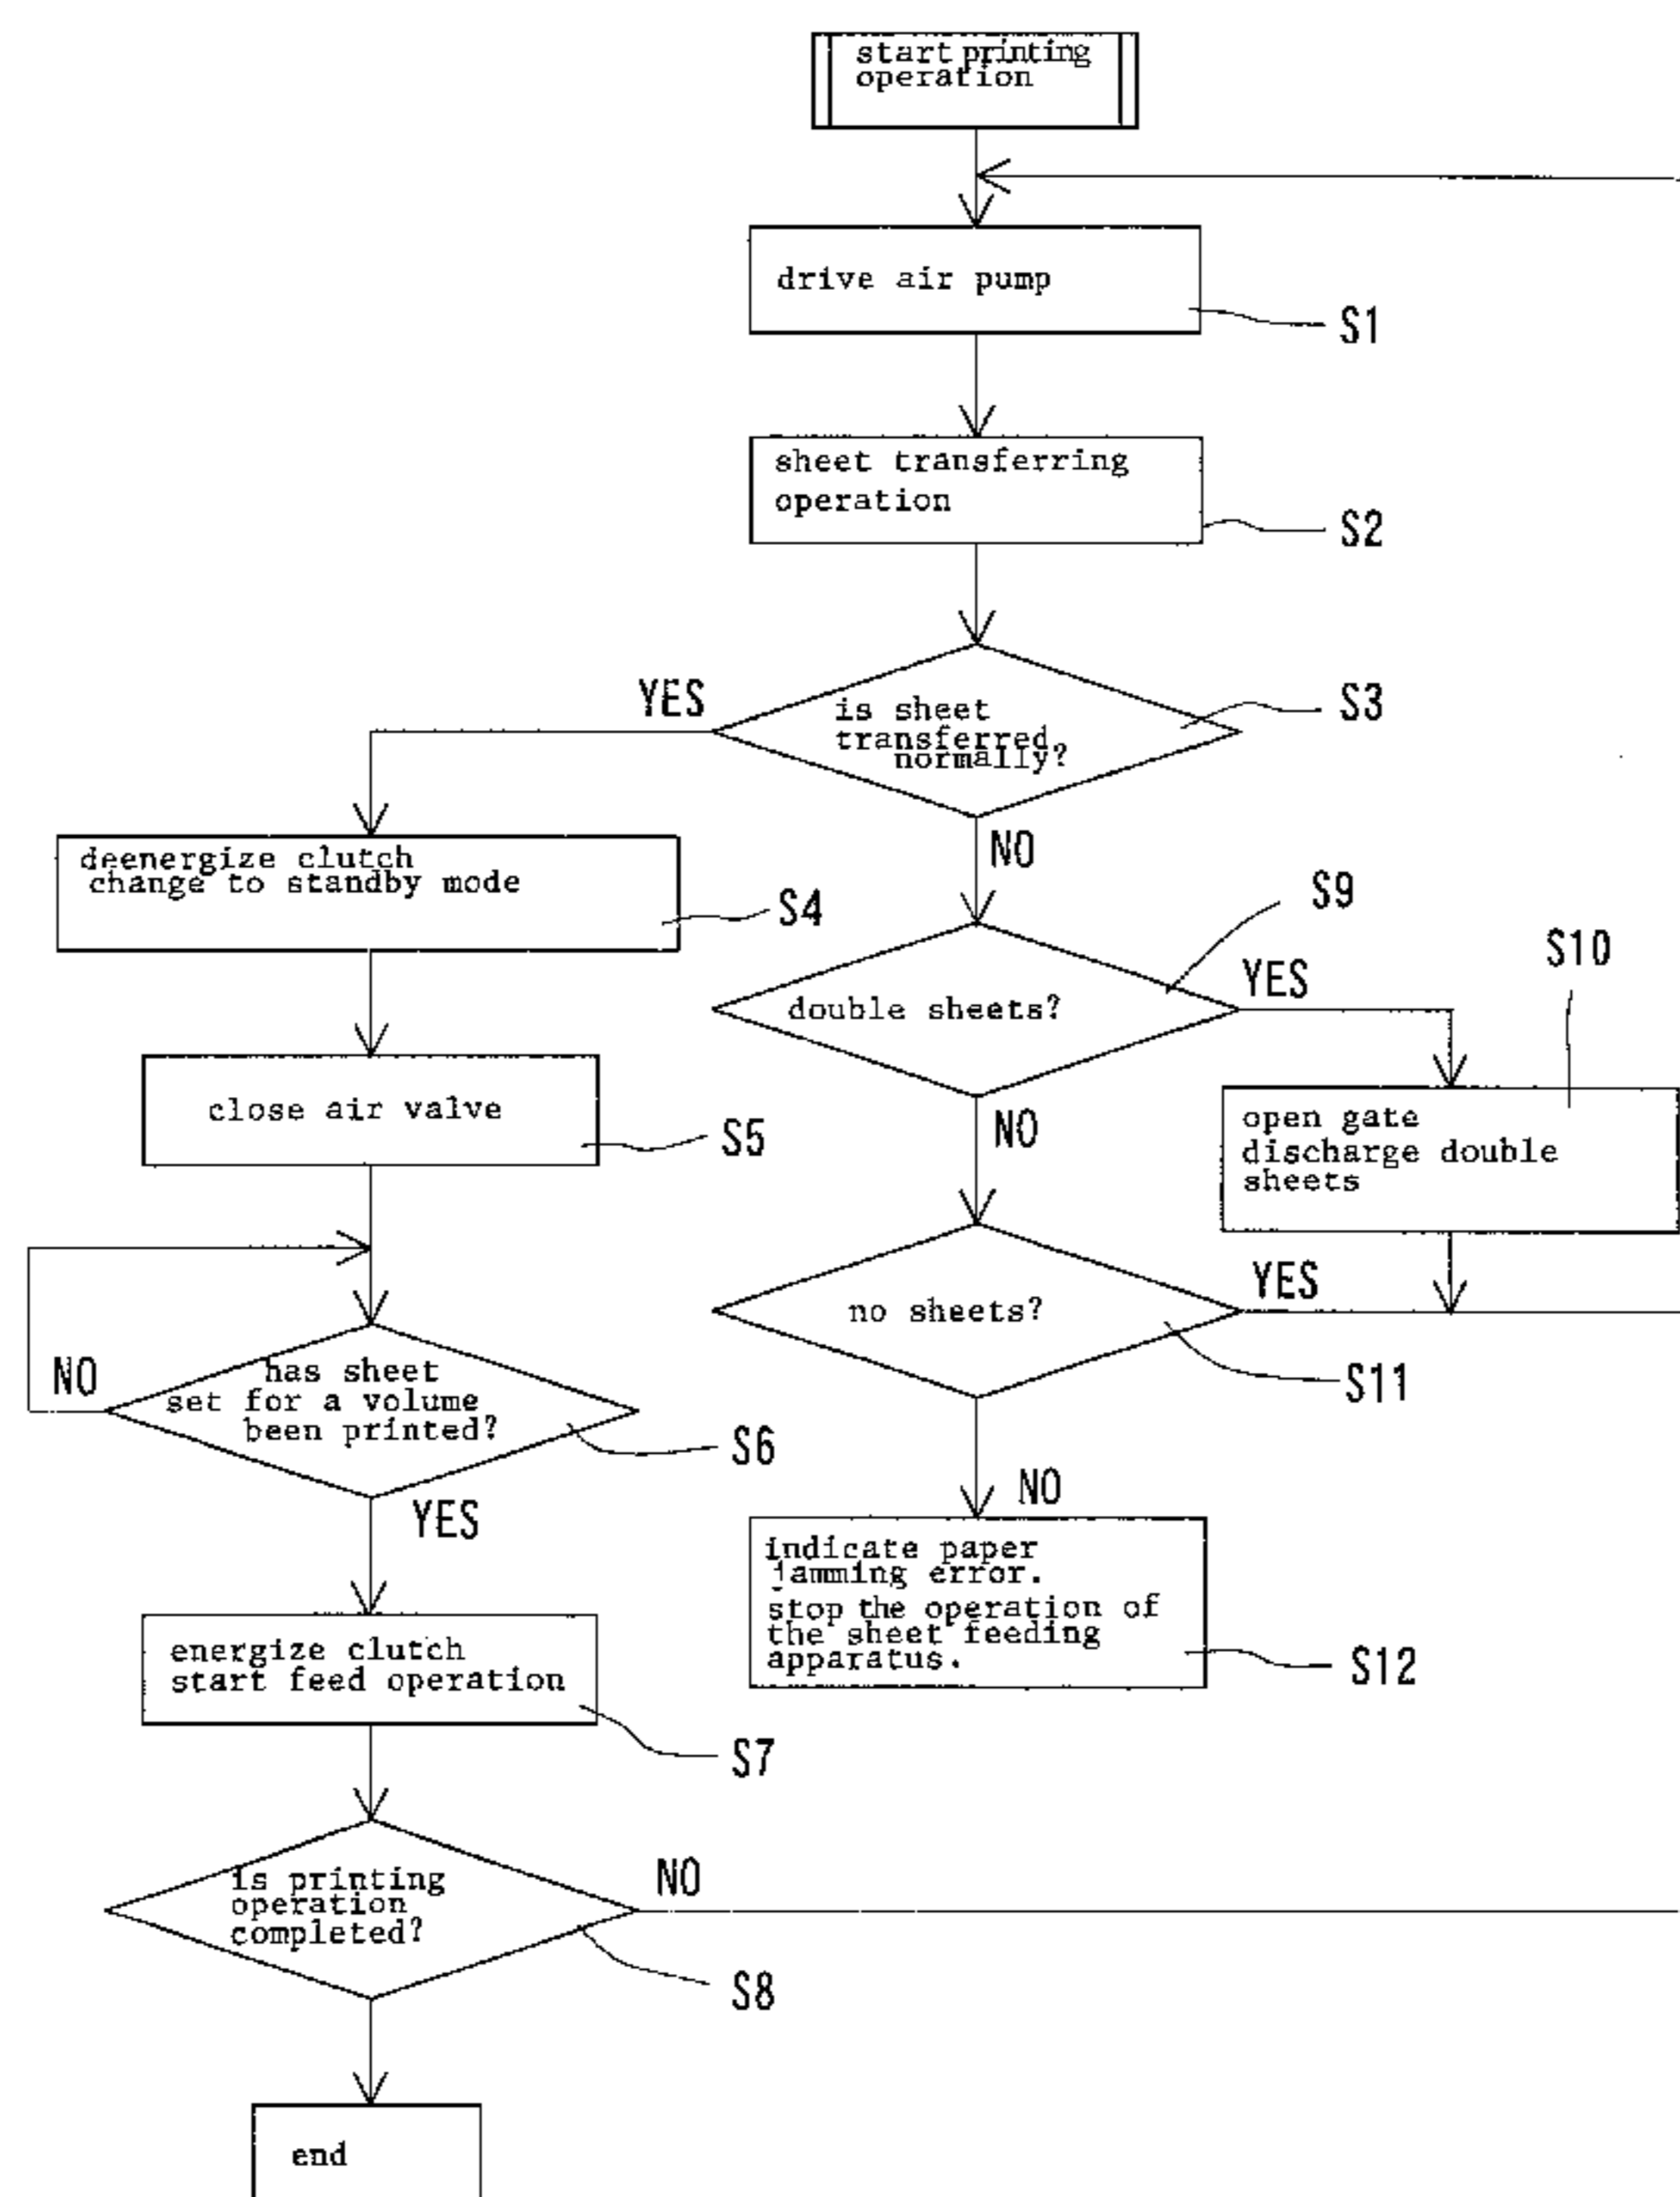 start printing
operation
drive air pump
S1
sheet transferring
operation
S2
YES
is sheet
transferred
normally?
S3
NO
deenergize clutch
change to standby mode
S4
S9
YES
double sheets?
S10
NO
close air valve
S5
open gate
discharge double
sheets
YES
no sheets?
S11
NO
has sheet
set for a volume
been printed?
S6
YES
NO
indicate paper
jamming error.
stop the operation of
the sheet feeding
apparatus.
S12
energize clutch
start feed operation
S7
is printing
operation
completed?
NO
S8
end